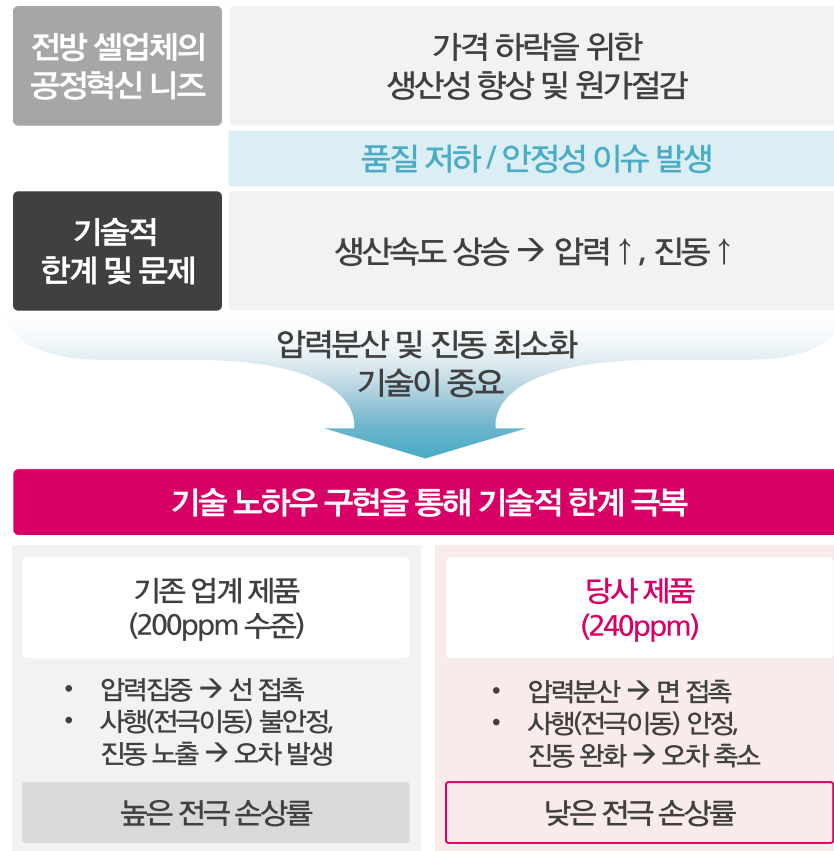 전방 셀업체의
공정혁신 니즈
가격 하락을 위한
생산성 향상 및 원가절감
품질 저하 / 안정성 이슈 발생
기술적
한계 및 문제
생산속도 상승 → 압력↑, 진동↑
압력분산 및 진동 최소화
기술이 중요
기술 노하우 구현을 통해 기술적 한계 극복
기존 업계 제품
(200ppm 수준)
• 압력집중 → 선 접촉
• 사행(전극이동) 불안정,
진동 노출 → 오차 발생
높은 전극 손상률
당사 제품
(240ppm)
• 압력분산 → 면 접촉
• 사행(전극이동) 안정,
진동 완화 → 오차 축소
낮은 전극 손상률